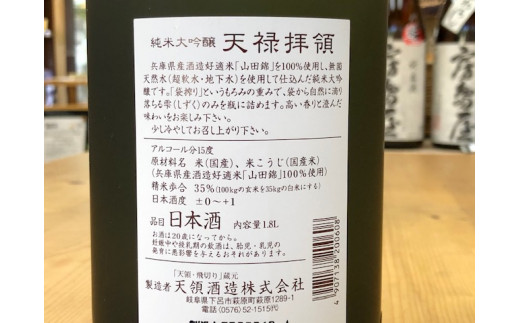 純米大吟醸 天禄拝領
兵庫県産酒造好適米「山田錦」を100%使用し、無菌
天然水(超軟水・地下水)を使用して仕込んだ純米大吟
醸です。「袋搾り」というもろみの重みで、袋から自然に滴り
落らる雫(しずく)のみを瓶に詰めます。高い香りと澄んだ
味わいをお楽しみ下さい。
少し冷やしてお召し上がり下さい。
アルコール分15度
原材料名 米(国産)、米こうじ(国産米)
(兵庫県産酒造好適米「山田錦」100%使用)
精米歩合 35%(100kgの玄米を35kgの白米にする)
日本酒度 ±0~+1
品目 日本酒 内容量1.8L
お酒は20歳になってから。
妊娠中や授乳期の飲酒は、胎児・乳児の
発育に悪影響を与えるおそれがあります。
「天領・飛切り」蔵元
製造者 天領酒造株式会社
岐阜県下呂市萩原町萩原1289-1
電話(0576)52-1515代
4 907138 000608